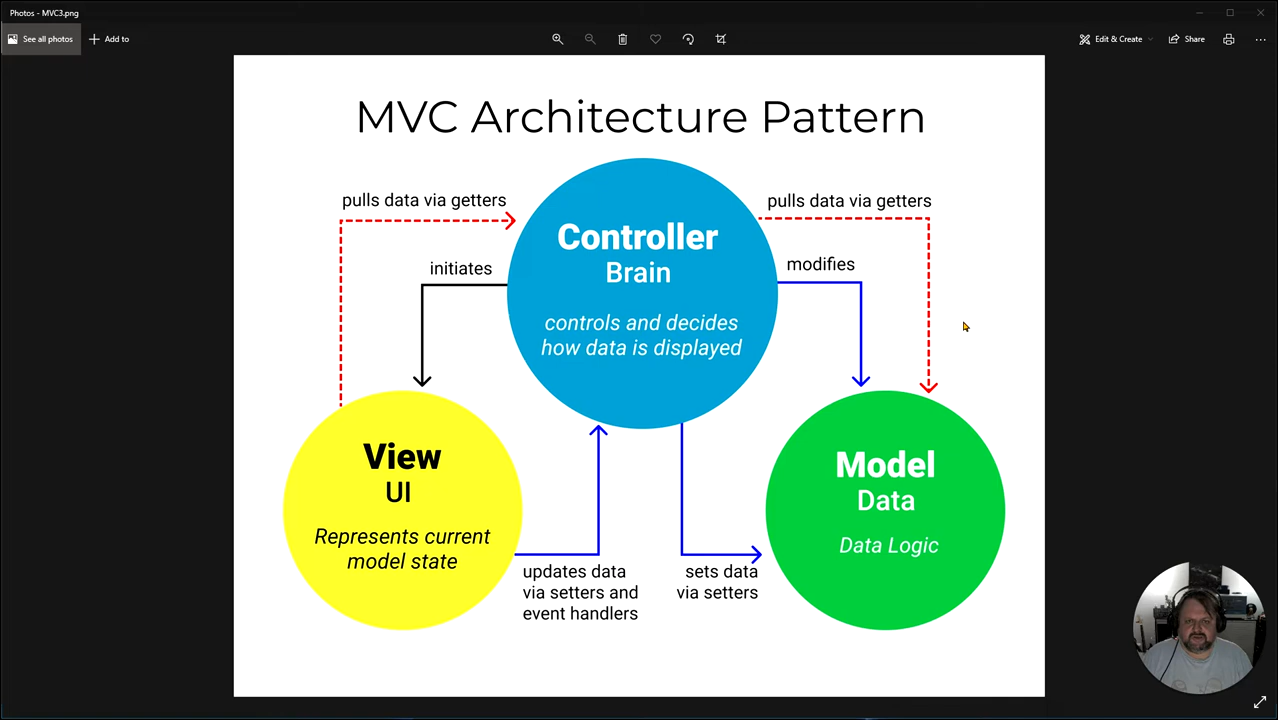 Photos - MVC3.png
See all photos
Add to
Edit & Create
Share
MVC Architecture Pattern
pulls data via getters
pulls data via getters
Controller
Brain
controls and decides
how data is displayed
initiates
modifies
View
UI
Represents current
model state
Model
Data
Data Logic
updates data
via setters and
event handlers
sets data
via setters